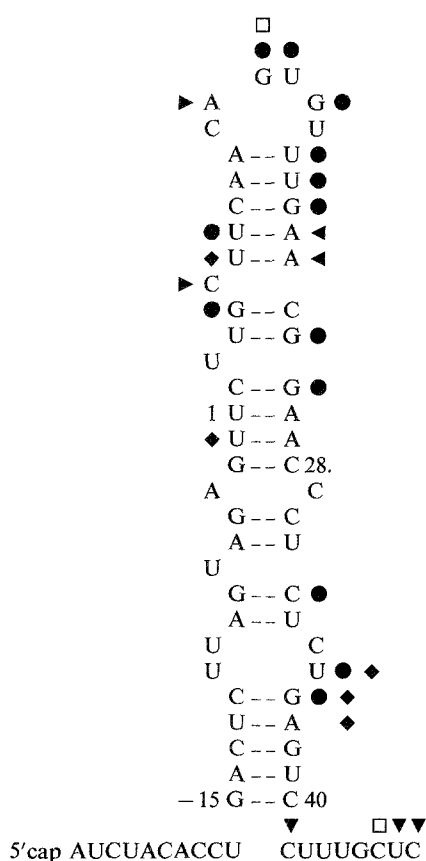 G U
A G
C U
A -- U
A -- U
C -- G
U -- A
U -- A
C
G -- C
U -- G
U
C -- G
1 U -- A
U -- A
G -- C 28.
A C
G -- C
A -- U
U
G -- C
A -- U
U C
U U
C -- G
U -- A
C -- G
A -- U
−15 G -- C 40
5′cap AUCUACACCU CUUUGCUC